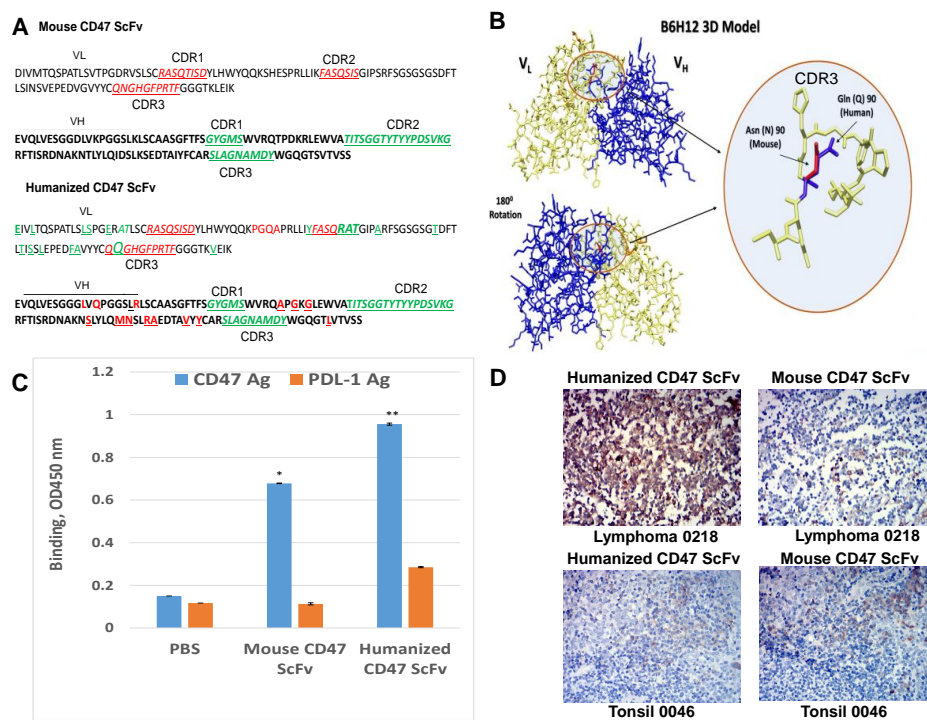 A
Mouse CD47 ScFv
VL
CDR1
CDR2
DIVMTQSPATLSVTPGDRVSLSCRASQTISDYLHWYQQKSHESPRLLIKFASQSISGIPSRFSGSGSGSDFT
LSINSVEPEDVGVYYCQNGHGFPRTFGGGTKLEIK
CDR3
VH
CDR1
CDR2
EVQLVESGGDLVKPGGSLKLSCAASGFTFSGYGMSWVRQTPDKRLEWVATITSGGTYTYYPDSVKG
RFTISRDNAKNTLYLQIDSLKSEDTAIYFCARSLAGNAMDYWGQGTSVTVSS
CDR3
Humanized CD47 ScFv
VL
CDR1
CDR2
EIVLTQSPATLSLSPGERATLSCRASQSISDYLHWYQQKPGQAPRLLIYFASQRATGIPARFSGSGSGTDFT
LTISSLEPEDFAVYYCQQGHGFPRTFGGGTKVEIK
CDR3
VH
CDR1
CDR2
EVQLVESGGGLVQPGGSLRLSCAASGFTFSGYGMSWVRQAPGKGLEWVATITSGGTYTYYPDSVKG
RFTISRDNAKNSLYLQMNSLRAEDTAVYYCARSLAGNAMDYWGQGTLVTVSS
CDR3
B
B6H12 3D Model
VL
VH
180⁰
Rotation
CDR3
Gln (Q) 90
(Human)
Asn (N) 90
(Mouse)
C
CD47 Ag
PDL-1 Ag
Binding, OD450 nm
1.2
1
0.8
0.6
0.4
0.2
0
*
**
PBS
Mouse CD47
ScFv
Humanized
CD47 ScFv
D
Humanized CD47 ScFv
Mouse CD47 ScFv
Lymphoma 0218
Lymphoma 0218
Humanized CD47 ScFv
Mouse CD47 ScFv
Tonsil 0046
Tonsil 0046